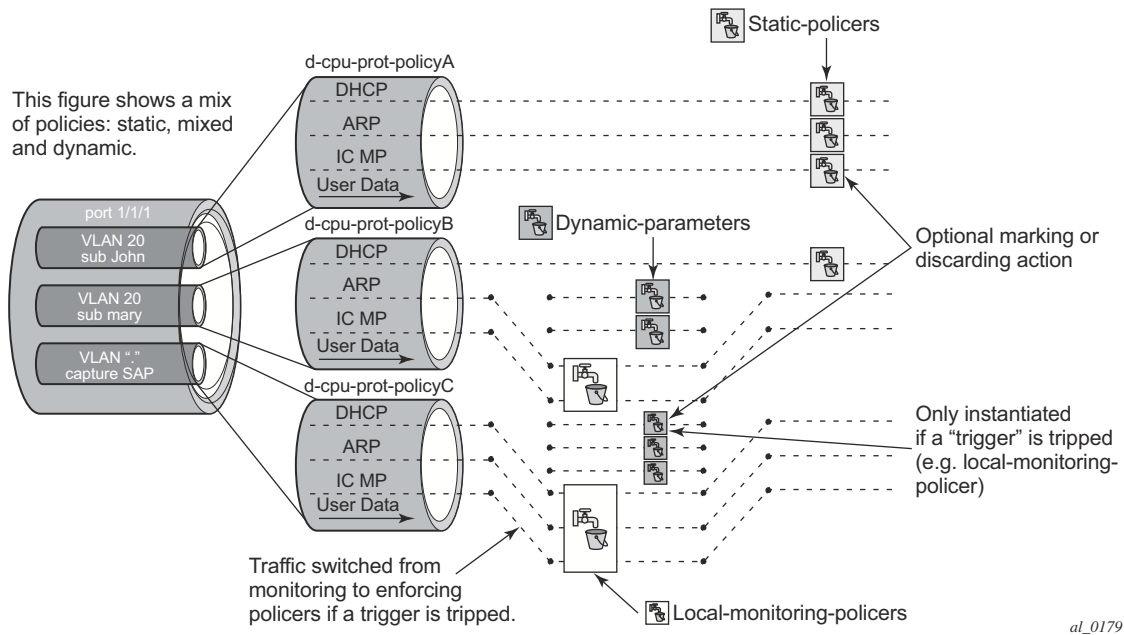 Static-policers
d-cpu-prot-policyA
DHCP
ARP
IC MP
User Data
This figure shows a mix
of policies: static, mixed
and dynamic.
port 1/1/1
VLAN 20
sub John
VLAN 20
sub mary
VLAN "."
capture SAP
d-cpu-prot-policyB
DHCP
ARP
IC MP
User Data
Dynamic-parameters
Optional marking or
discarding action
d-cpu-prot-policyC
DHCP
ARP
IC MP
User Data
Only instantiated
if a “trigger” is tripped
(e.g. local-monitoring-
policer)
Traffic switched from
monitoring to enforcing
policers if a trigger is tripped.
Local-monitoring-policers
al_0179